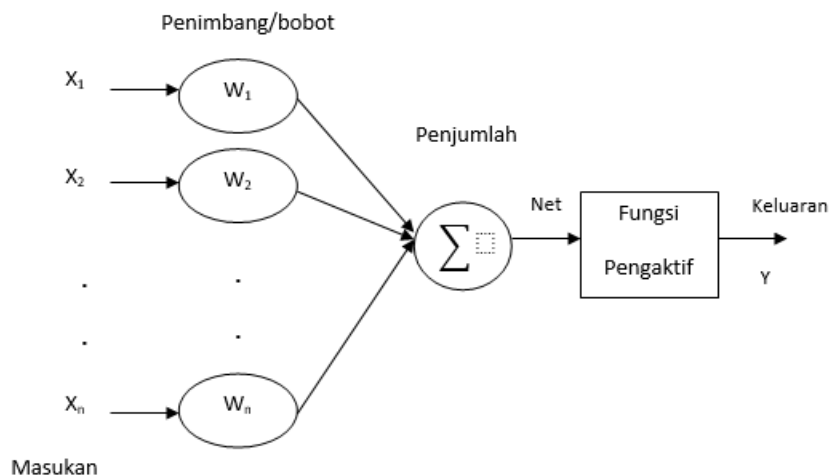 Penimbang/bobot
X₁
W₁
Penjumlah
X₂
W₂
Net
Fungsi
Pengaktif
Keluaran
∑
Y
.
.
.
.
Xₙ
Wₙ
Masukan